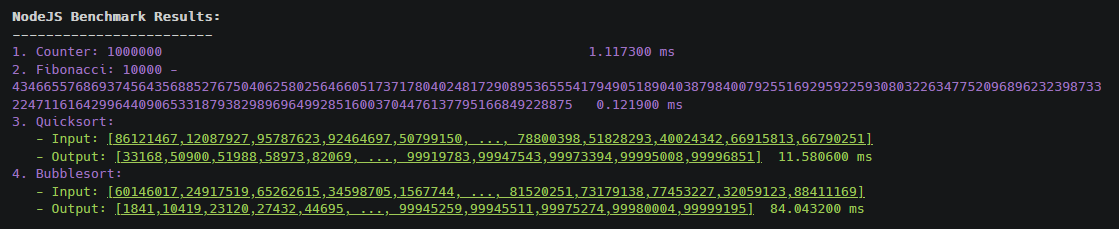 NodeJS Benchmark Results:
------------------------
1. Counter: 1000000 1.117300 ms
2. Fibonacci: 10000 -
43466557686937456435688527675040625802564660517371780402481729089536555417949051890403879840079255169295922593080322634775209689623239873322471161642996440906533187938298969649928516003704476137795166849228875 0.121900 ms
3. Quicksort:
- Input: [86121467,12087927,95787623,92464697,50799150, ..., 78800398,51828293,40024342,66915813,66790251]
- Output: [33168,50900,51988,58973,82069, ..., 99919783,99947543,99973394,99995008,99996851] 11.580600 ms
4. Bubblesort:
- Input: [60146017,24917519,65262615,34598705,1567744, ..., 81520251,73179138,77453227,32059123,88411169]
- Output: [1841,10419,23120,27432,44695, ..., 99945259,99945511,99975274,99980004,99999195] 84.043200 ms